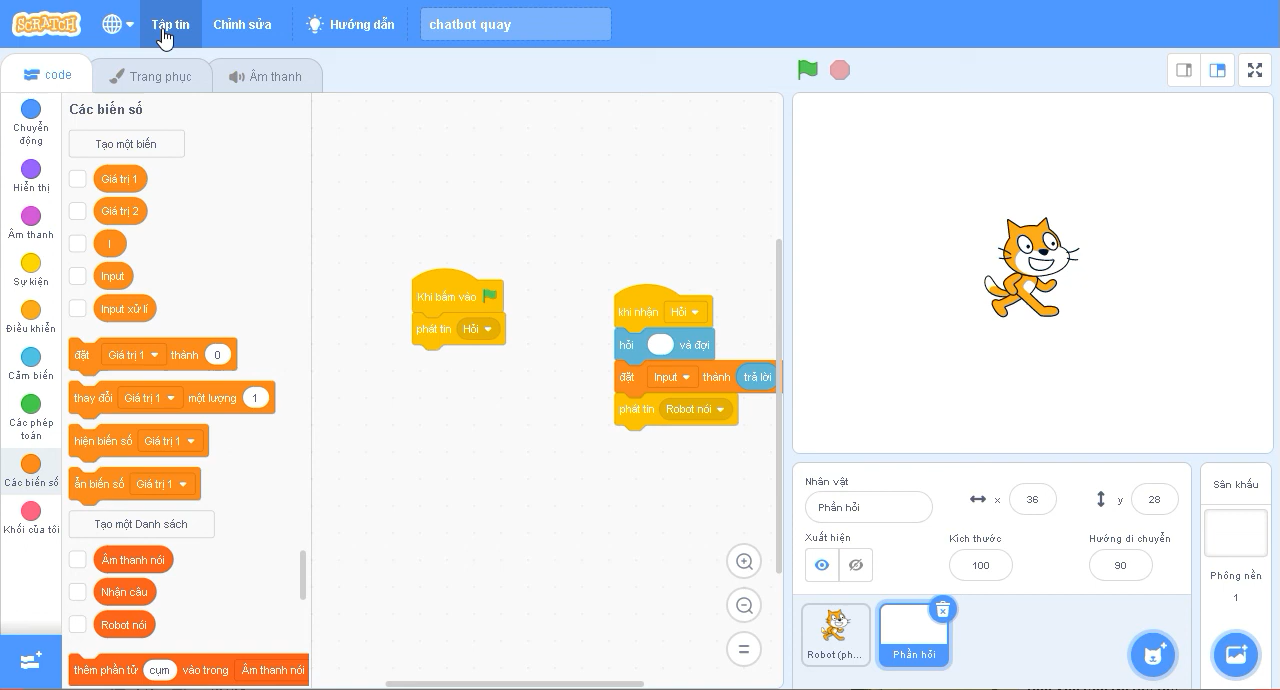 SCRATCH
Tập tin
Chỉnh sửa
Hướng dẫn
chatbot quay
code
Trang phục
Âm thanh
Chuyển động
Hiển thị
Âm thanh
Sự kiện
Điều khiển
Cảm biến
Các phép toán
Các biến số
Khối của tôi
Các biến số
Tạo một biến
Giá trị 1
Giá trị 2
I
Input
Input xử lí
đặt Giá trị 1 thành 0
thay đổi Giá trị 1 một lượng 1
hiện biến số Giá trị 1
ẩn biến số Giá trị 1
Tạo một Danh sách
Âm thanh nói
Nhận câu
Robot nói
thêm phần tử cụm vào trong Âm thanh nói
Khi bấm vào
phát tin Hỏi
khi nhận Hỏi
hỏi và đợi
đặt Input thành trả lời
phát tin Robot nói
Nhân vật
Phần hỏi
x 36
y 28
Xuất hiện
Kích thước
100
Hướng di chuyển
90
Robot (ph...
Phần hỏi
Sân khấu
Phông nền
1